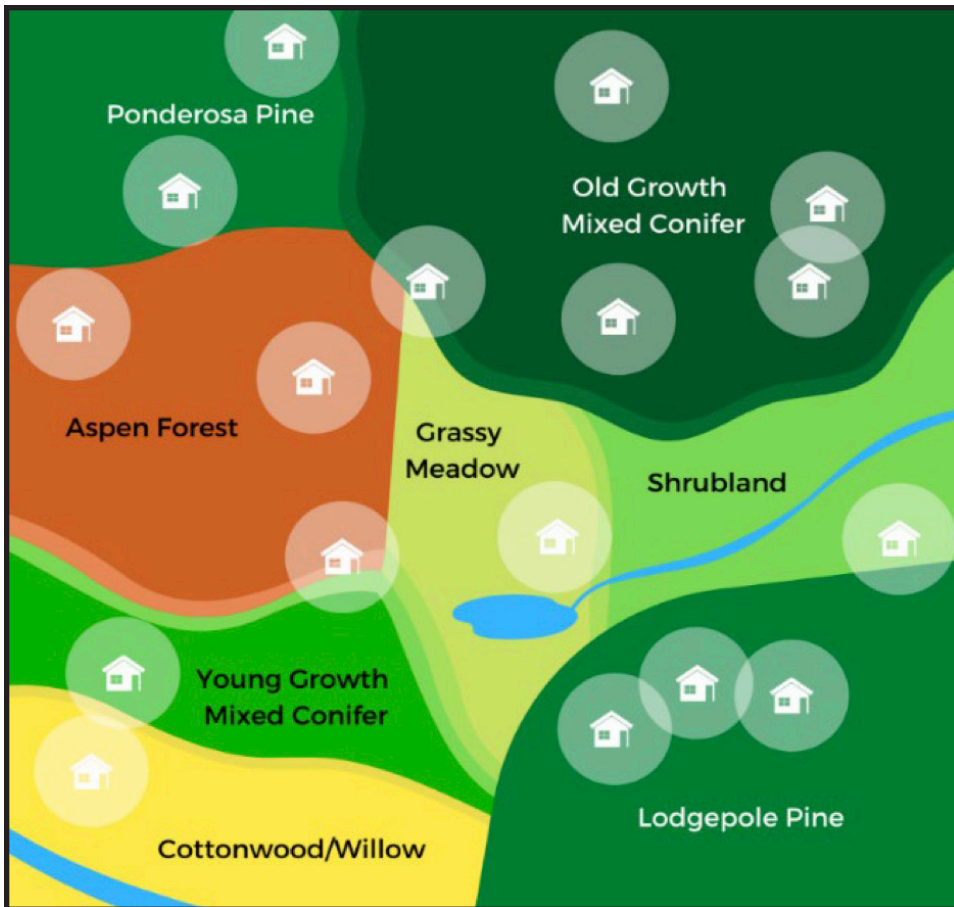 Ponderosa Pine
Old Growth
Mixed Conifer
Aspen Forest
Grassy
Meadow
Shrubland
Young Growth
Mixed Conifer
Lodgepole Pine
Cottonwood/Willow